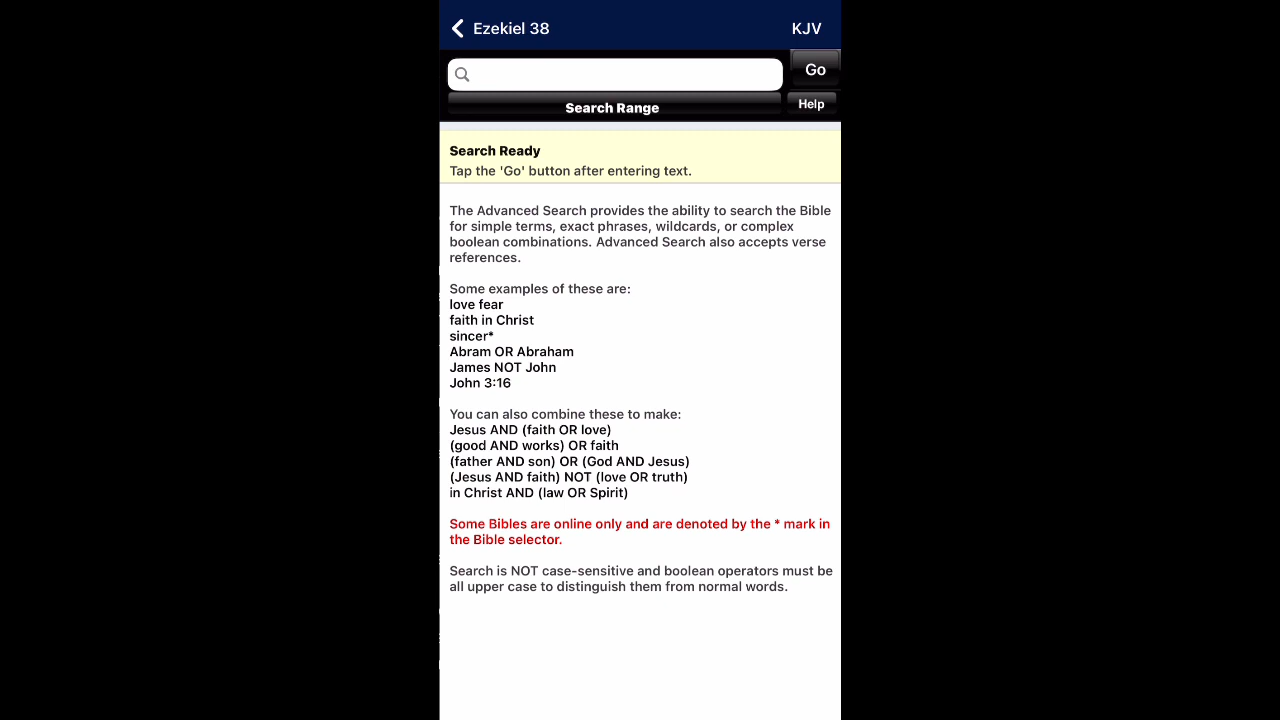 Ezekiel 38 KJV
Go
Search Range Help
Search Ready
Tap the 'Go' button after entering text.
The Advanced Search provides the ability to search the Bible
for simple terms, exact phrases, wildcards, or complex
boolean combinations. Advanced Search also accepts verse
references.
Some examples of these are:
love fear
faith in Christ
sincer*
Abram OR Abraham
James NOT John
John 3:16
You can also combine these to make:
Jesus AND (faith OR love)
(good AND works) OR faith
(father AND son) OR (God AND Jesus)
(Jesus AND faith) NOT (love OR truth)
in Christ AND (law OR Spirit)
Some Bibles are online only and are denoted by the * mark in
the Bible selector.
Search is NOT case-sensitive and boolean operators must be
all upper case to distinguish them from normal words.